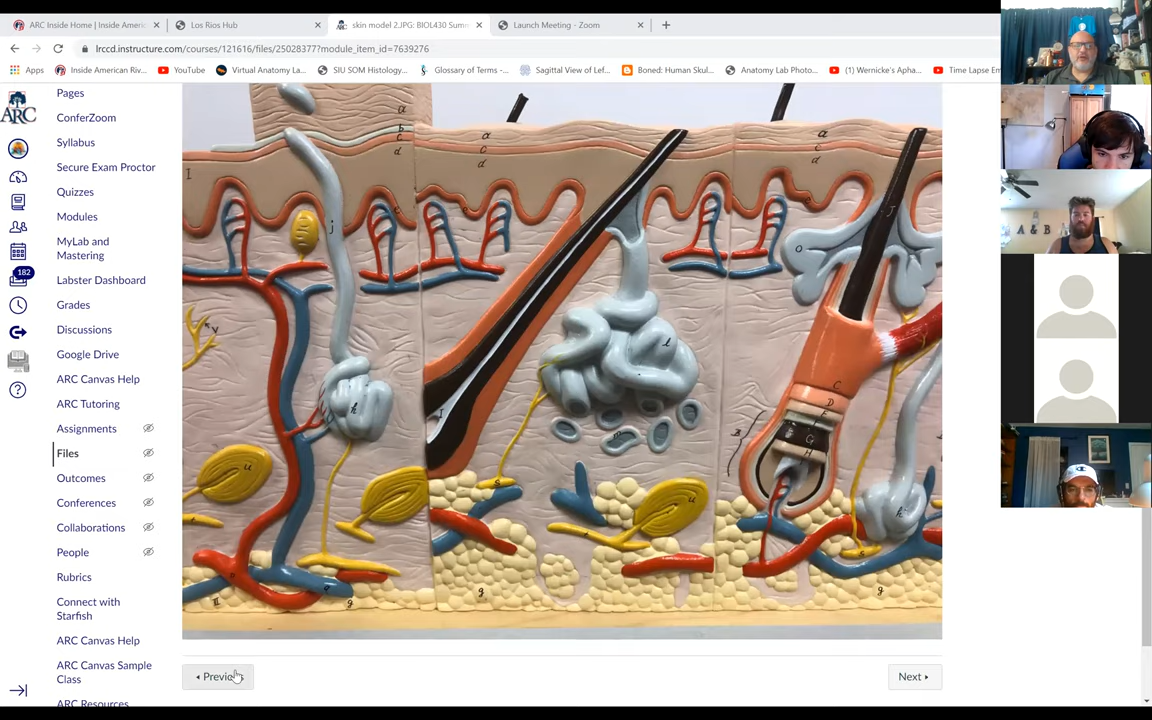 ARC Inside Home | Inside Americ
Los Rios Hub
skin model 2.JPG: BIOL430 Summ
Launch Meeting - Zoom
lrccd.instructure.com/courses/121616/files/25028377?module_item_id=7639276
Apps
Inside American Riv...
YouTube
Virtual Anatomy La...
SIU SOM Histology...
Glossary of Terms -...
Sagittal View of Lef...
Boned: Human Skul...
Anatomy Lab Photo...
(1) Wernicke's Apha...
Time Lapse Em
ARC
182
Pages
ConferZoom
Syllabus
Secure Exam Proctor
Quizzes
Modules
MyLab and
Mastering
Labster Dashboard
Grades
Discussions
Google Drive
ARC Canvas Help
ARC Tutoring
Assignments
Files
Outcomes
Conferences
Collaborations
People
Rubrics
Connect with
Starfish
ARC Canvas Help
ARC Canvas Sample
Class
ARC Resources
a
b
c
d
a
c
d
a
c
d
I
j
J
o
v
l
h
I
C
D
F
G
H
B
u
u
h
g
g
g
A & B
Previous
Next